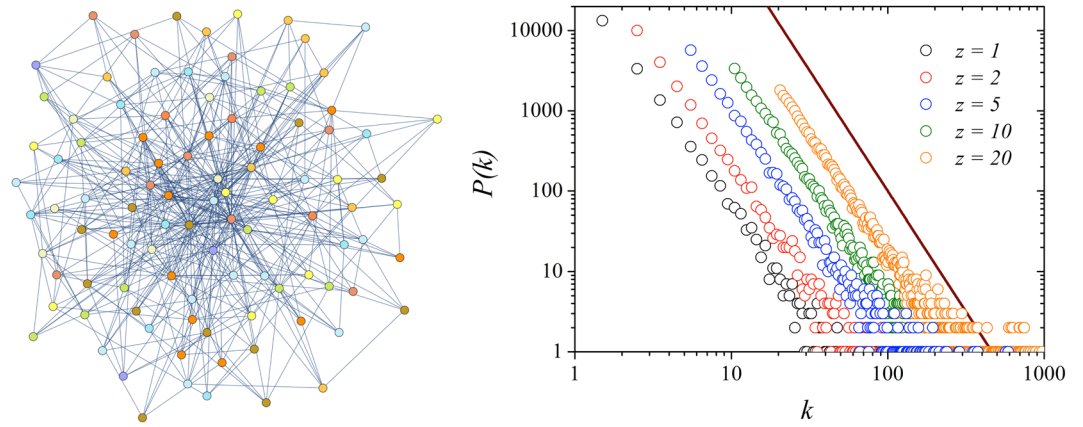 10000
1000
100
10
1
P(k)
z = 1
z = 2
z = 5
z = 10
z = 20
1 10 100 1000
k